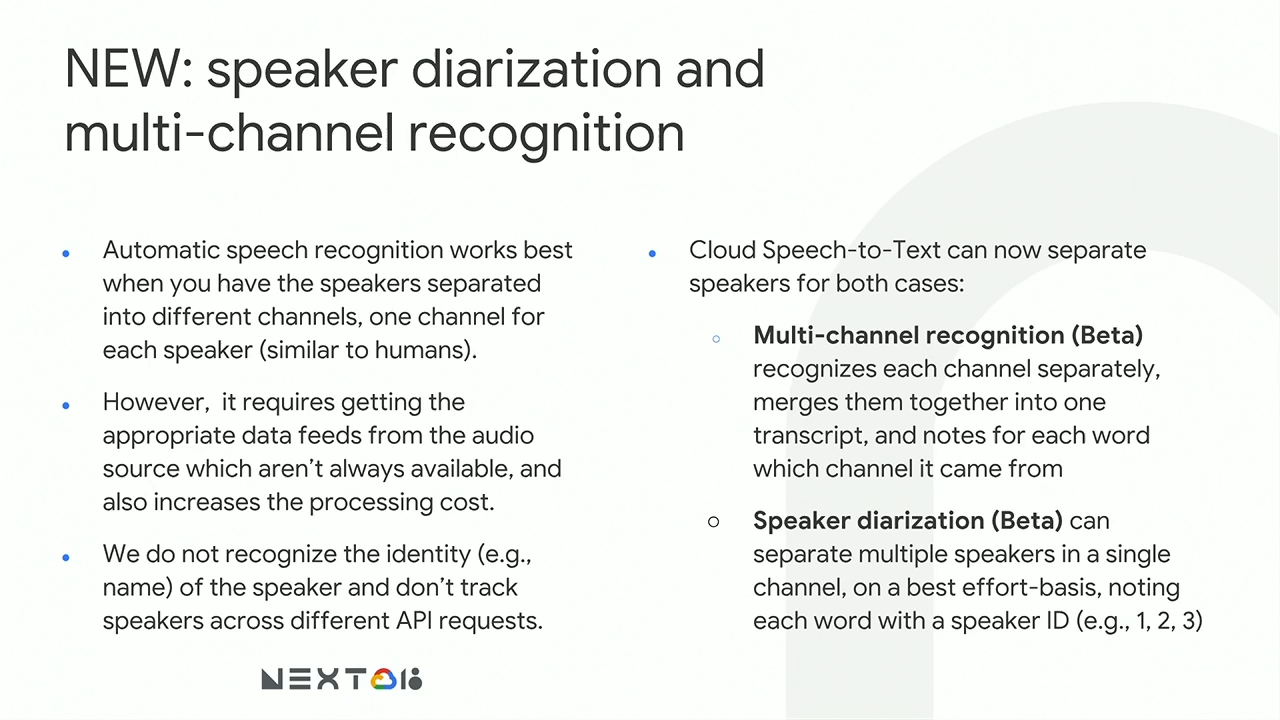 NEW: speaker diarization and
multi-channel recognition
• Automatic speech recognition works best
when you have the speakers separated
into different channels, one channel for
each speaker (similar to humans).
• However,  it requires getting the
appropriate data feeds from the audio
source which aren't always available, and
also increases the processing cost.
• We do not recognize the identity (e.g.,
name) of the speaker and don't track
speakers across different API requests.
• Cloud Speech-to-Text can now separate
speakers for both cases:
○ Multi-channel recognition (Beta)
recognizes each channel separately,
merges them together into one
transcript, and notes for each word
which channel it came from
○ Speaker diarization (Beta) can
separate multiple speakers in a single
channel, on a best effort-basis, noting
each word with a speaker ID (e.g., 1, 2, 3)
NEXT 18